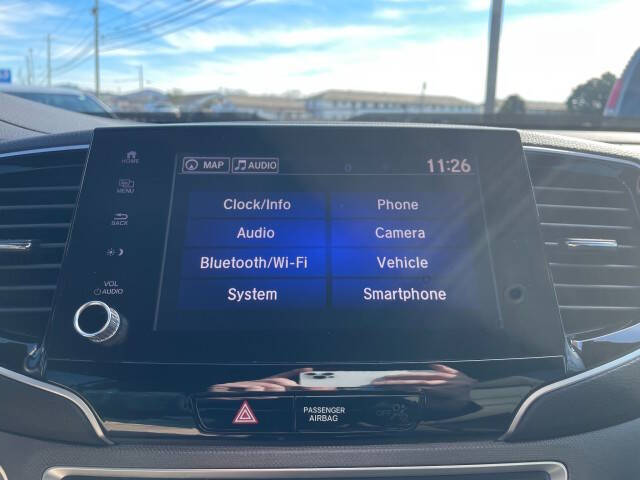 HOME
MENU
BACK
VOL
AUDIO
MAP AUDIO 11:26
Clock/Info Phone
Audio Camera
Bluetooth/Wi-Fi Vehicle
System Smartphone
PASSENGER
AIRBAG
OFF